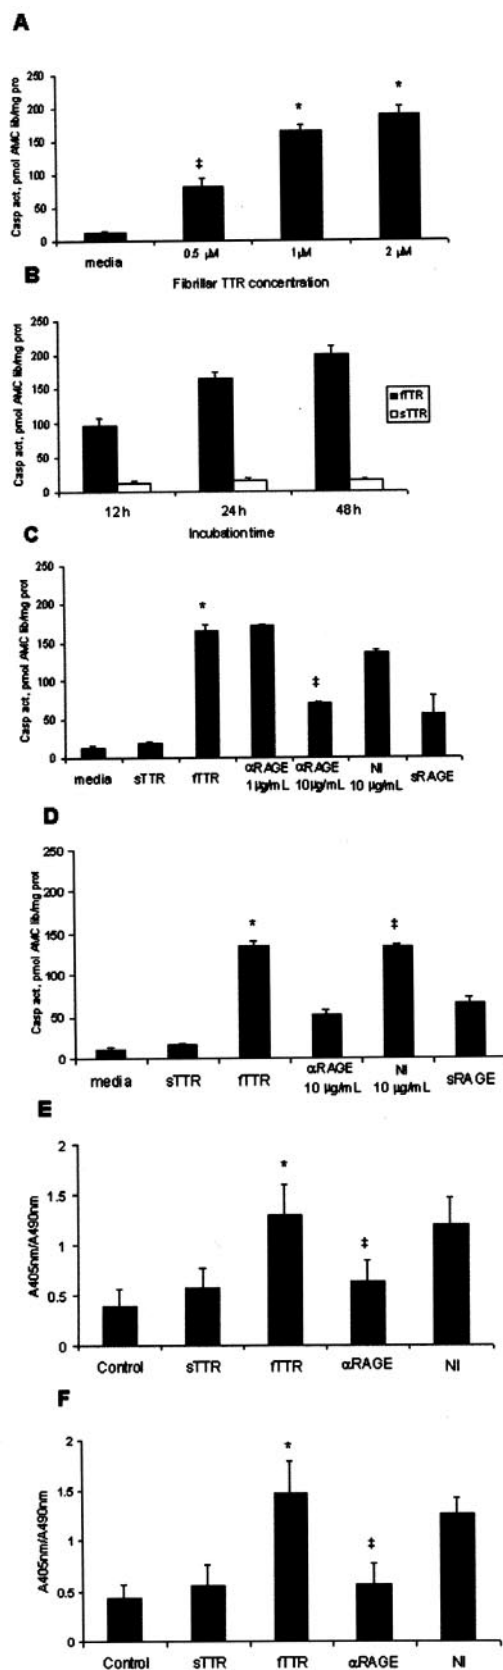 A
Casp act, pmol AMC lib/mg pro
250
200
150
100
50
0
‡
*
*
media
0.5 µM
1µM
2 µM
Fibrillar TTR concentration
B
Casp act, pmol AMC lib/mg prot
250
200
150
100
50
0
fTTR
sTTR
12h
24h
48h
Incubation time
C
Casp act, pmol AMC lib/mg prot
250
200
150
100
50
0
*
‡
media
sTTR
fTTR
αRAGE
1µg/mL
αRAGE
10µg/mL
NI
10 µg/mL
sRAGE
D
Casp act, pmol AMC lib/mg prot
250
200
150
100
50
0
*
‡
media
sTTR
fTTR
αRAGE
10 µg/mL
NI
10 µg/mL
sRAGE
E
A405nm/A490nm
2
1.5
1
0.5
0
*
‡
Control
sTTR
fTTR
αRAGE
NI
F
A405nm/A490nm
2
1.5
1
0.5
0
*
‡
Control
sTTR
fTTR
αRAGE
NI